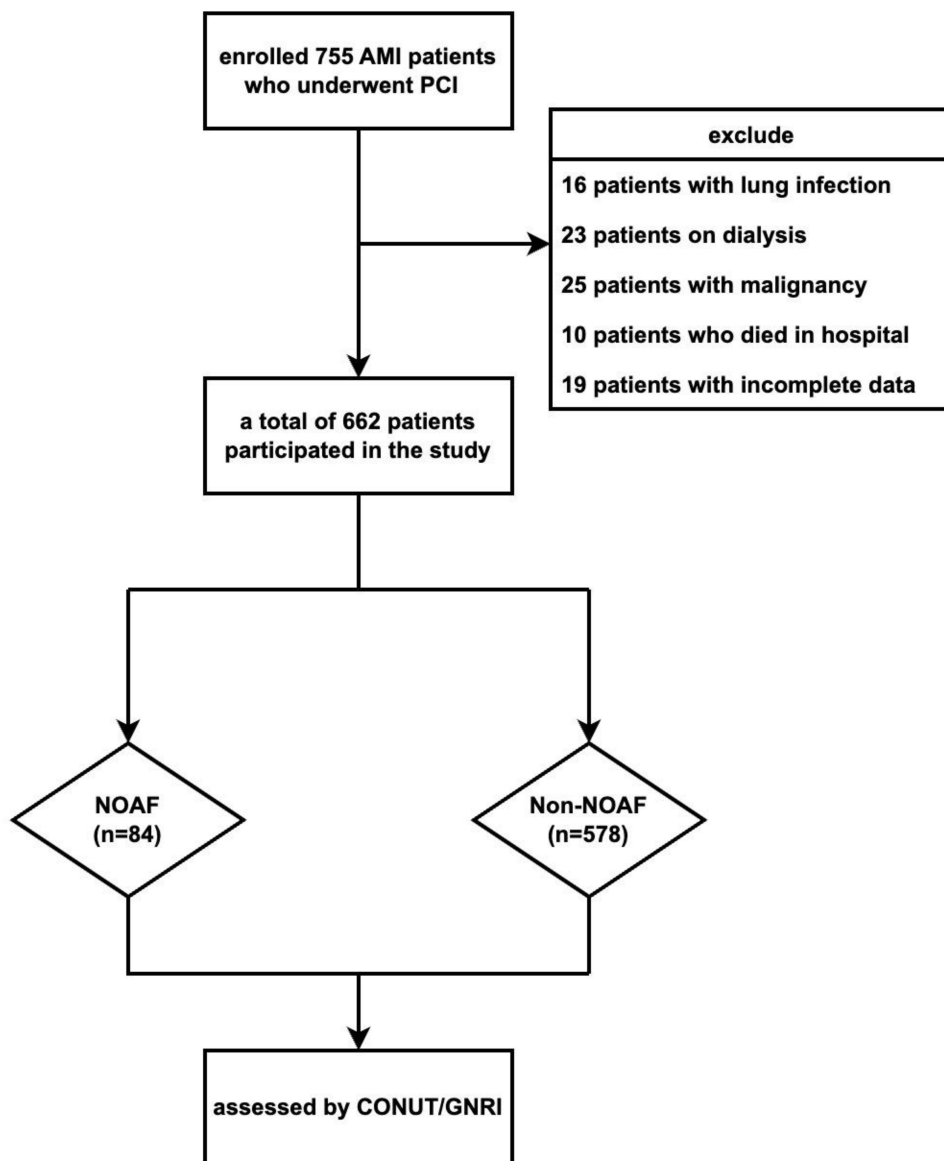 enrolled 755 AMI patients
who underwent PCI
exclude
16 patients with lung infection
23 patients on dialysis
25 patients with malignancy
10 patients who died in hospital
19 patients with incomplete data
a total of 662 patients
participated in the study
NOAF
(n=84)
Non-NOAF
(n=578)
assessed by CONUT/GNRI